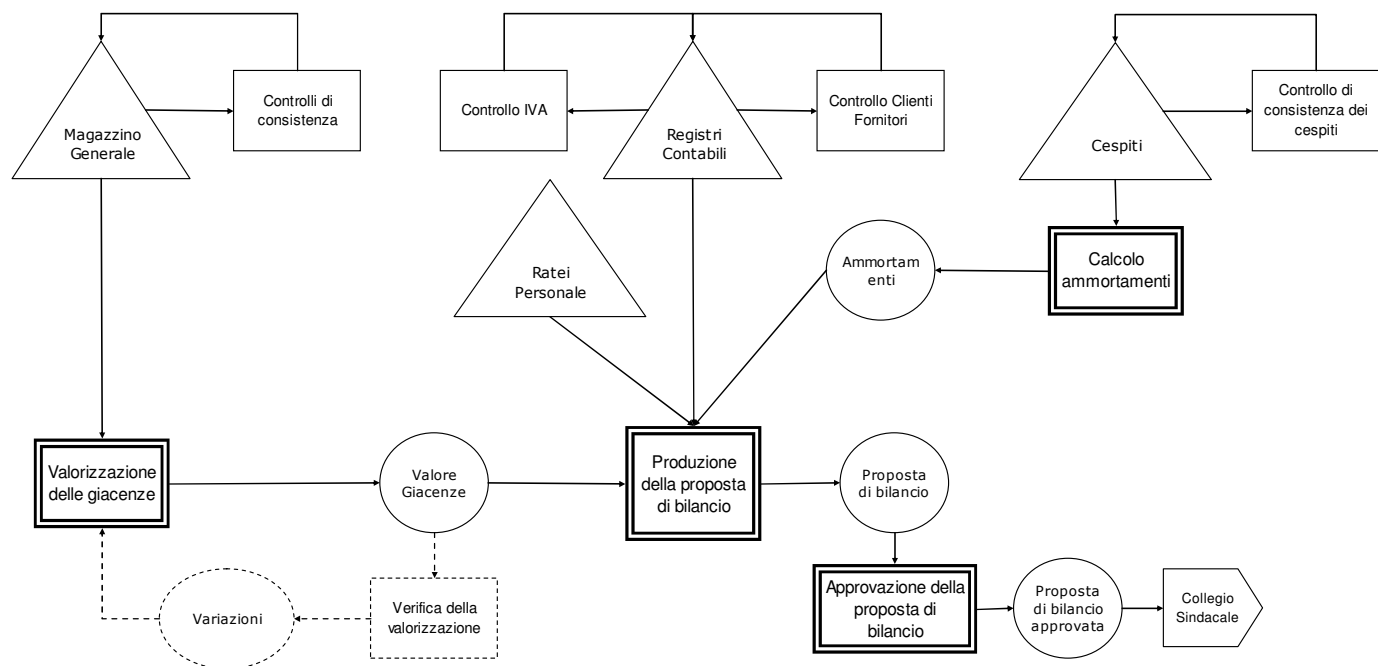 Magazzino
Generale
Controlli di
consistenza
Controllo IVA
Registri
Contabili
Controllo Clienti
Fornitori
Cespiti
Controllo di
consistenza dei
cespiti
Ratei
Personale
Ammortam
enti
Calcolo
ammortamenti
Valorizzazione
delle giacenze
Valore
Giacenze
Produzione
della proposta
di bilancio
Proposta
di bilancio
Variazioni
Verifica della
valorizzazione
Approvazione della
proposta di
bilancio
Proposta
di bilancio
approvata
Collegio
Sindacale